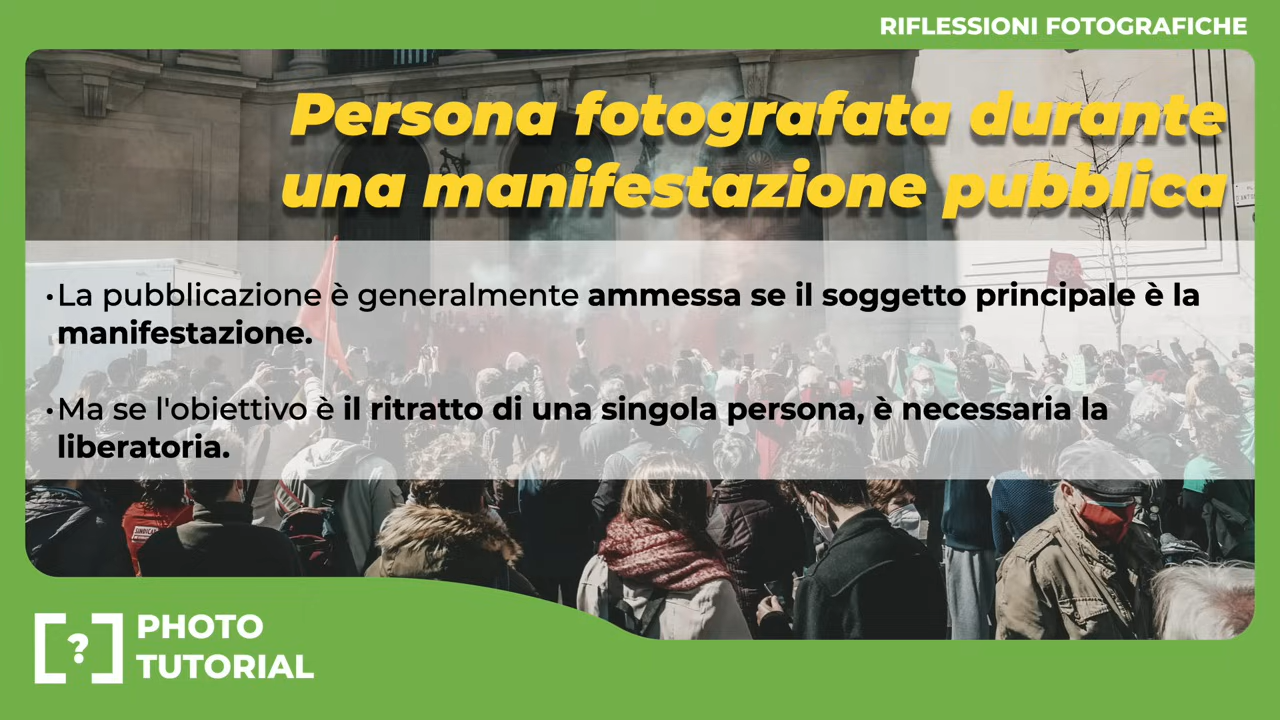 RIFLESSIONI FOTOGRAFICHE
Persona fotografata durante
una manifestazione pubblica
•La pubblicazione è generalmente ammessa se il soggetto principale è la
manifestazione.
•Ma se l'obiettivo è il ritratto di una singola persona, è necessaria la
liberatoria.
[?] PHOTO
TUTORIAL